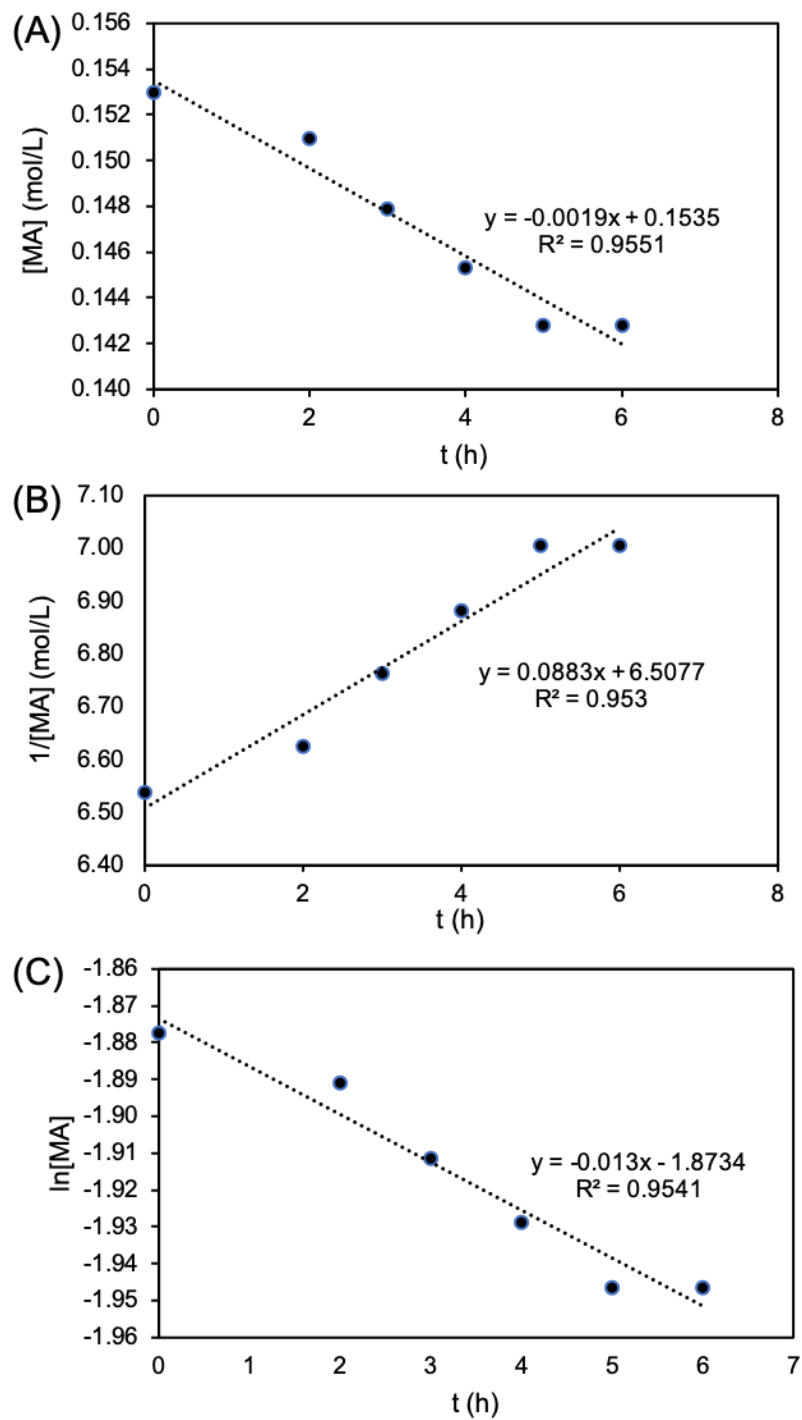 (A)
0.156
0.154
0.152
0.150
0.148
0.146
0.144
0.142
0.140
[MA] (mol/L)
y = -0.0019x + 0.1535
R² = 0.9551
0 2 4 6 8
t (h)
(B)
7.10
7.00
6.90
6.80
6.70
6.60
6.50
6.40
1/[MA] (mol/L)
y = 0.0883x + 6.5077
R² = 0.953
0 2 4 6 8
t (h)
(C)
-1.86
-1.87
-1.88
-1.89
-1.90
-1.91
-1.92
-1.93
-1.94
-1.95
-1.96
ln[MA]
y = -0.013x - 1.8734
R² = 0.9541
0 1 2 3 4 5 6 7
t (h)